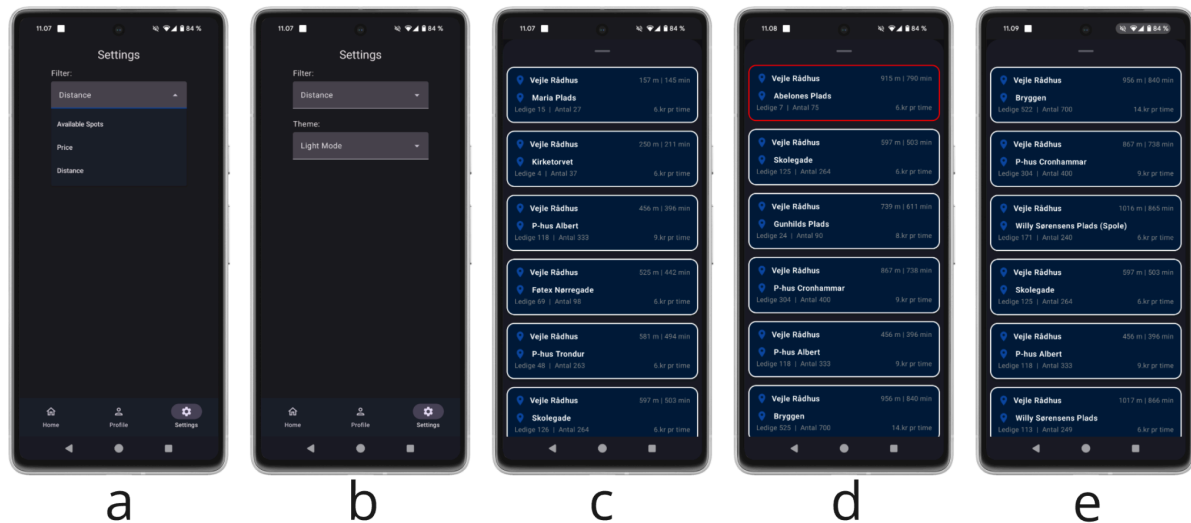 11.07 84 %
Settings
Filter:
Distance
Available Spots
Price
Distance
Home Profile Settings
a
11.07 84 %
Settings
Filter:
Distance
Theme:
Light Mode
Home Profile Settings
b
11.07 84 %
Vejle Rådhus 157 m | 145 min
Maria Plads
Ledige 15 | Antal 27 6.kr pr time
Vejle Rådhus 250 m | 211 min
Kirketorvet
Ledige 4 | Antal 37 6.kr pr time
Vejle Rådhus 456 m | 396 min
P-hus Albert
Ledige 118 | Antal 333 9.kr pr time
Vejle Rådhus 525 m | 442 min
Føtex Nørregade
Ledige 69 | Antal 98 6.kr pr time
Vejle Rådhus 581 m | 494 min
P-hus Trondur
Ledige 48 | Antal 263 6.kr pr time
Vejle Rådhus 597 m | 503 min
Skolegade
Ledige 126 | Antal 264 6.kr pr time
c
11.08 84 %
Vejle Rådhus 915 m | 790 min
Abelones Plads
Ledige 7 | Antal 75 6.kr pr time
Vejle Rådhus 597 m | 503 min
Skolegade
Ledige 125 | Antal 264 6.kr pr time
Vejle Rådhus 739 m | 611 min
Gunhilds Plads
Ledige 24 | Antal 90 8.kr pr time
Vejle Rådhus 867 m | 738 min
P-hus Cronhammar
Ledige 304 | Antal 400 9.kr pr time
Vejle Rådhus 456 m | 396 min
P-hus Albert
Ledige 118 | Antal 333 9.kr pr time
Vejle Rådhus 956 m | 840 min
Bryggen
Ledige 525 | Antal 700 14.kr pr time
d
11.09 84 %
Vejle Rådhus 956 m | 840 min
Bryggen
Ledige 522 | Antal 700 14.kr pr time
Vejle Rådhus 867 m | 738 min
P-hus Cronhammar
Ledige 304 | Antal 400 9.kr pr time
Vejle Rådhus 1016 m | 865 min
Willy Sørensens Plads (Spole)
Ledige 171 | Antal 240 6.kr pr time
Vejle Rådhus 597 m | 503 min
Skolegade
Ledige 125 | Antal 264 6.kr pr time
Vejle Rådhus 456 m | 396 min
P-hus Albert
Ledige 118 | Antal 333 9.kr pr time
Vejle Rådhus 1017 m | 866 min
Willy Sørensens Plads
Ledige 113 | Antal 249 6.kr pr time
e